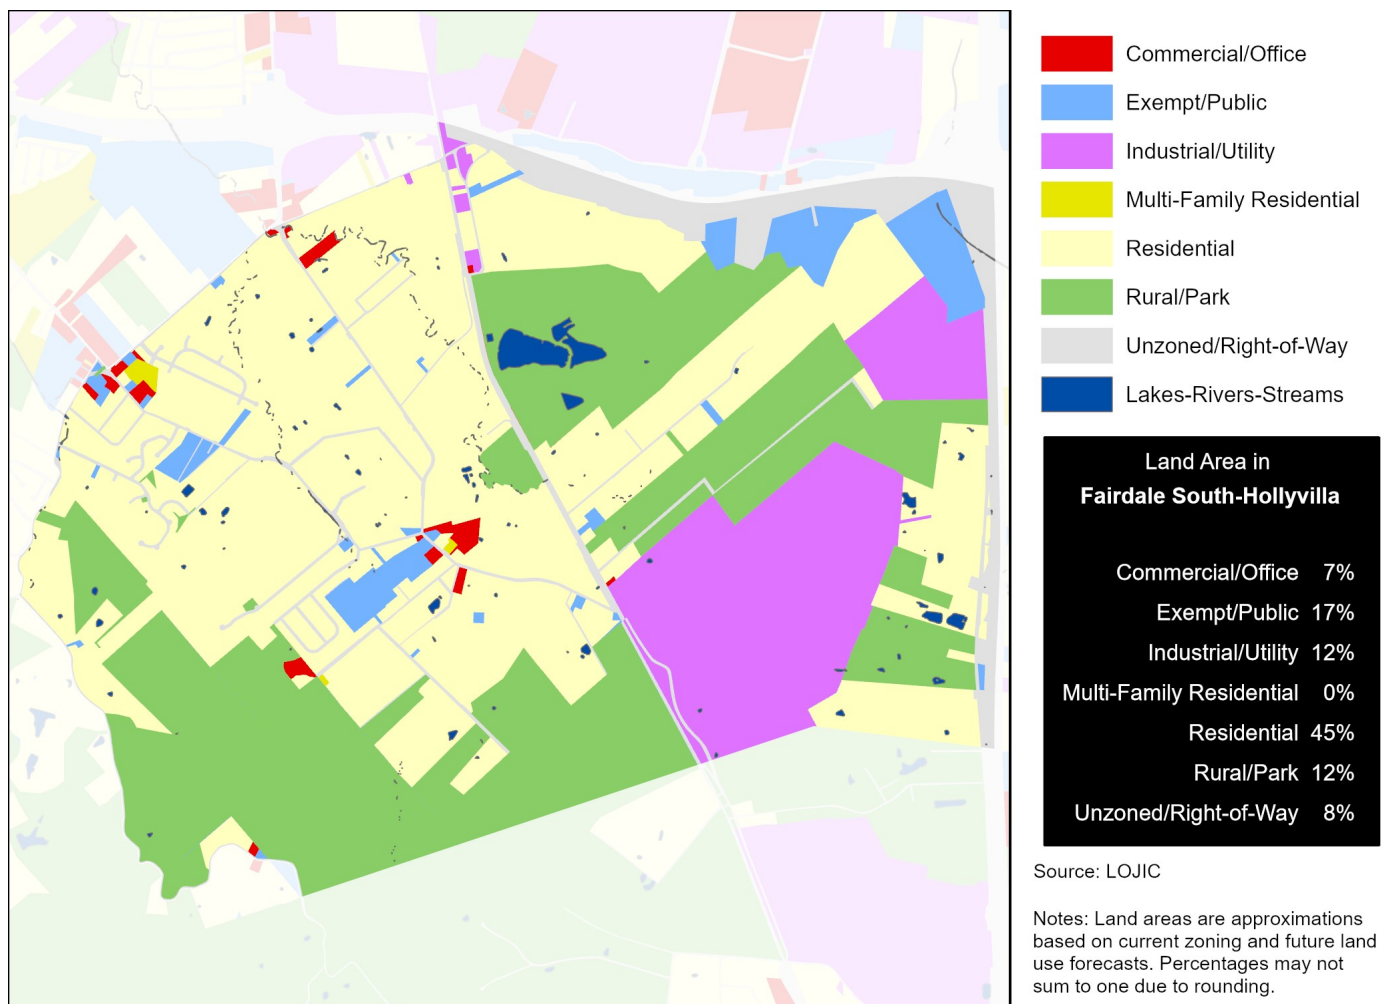 Commercial/Office
Exempt/Public
Industrial/Utility
Multi-Family Residential
Residential
Rural/Park
Unzoned/Right-of-Way
Lakes-Rivers-Streams
Land Area in
Fairdale South-Hollyvilla
Commercial/Office 7%
Exempt/Public 17%
Industrial/Utility 12%
Multi-Family Residential 0%
Residential 45%
Rural/Park 12%
Unzoned/Right-of-Way 8%
Source: LOJIC
Notes: Land areas are approximations
based on current zoning and future land
use forecasts. Percentages may not
sum to one due to rounding.